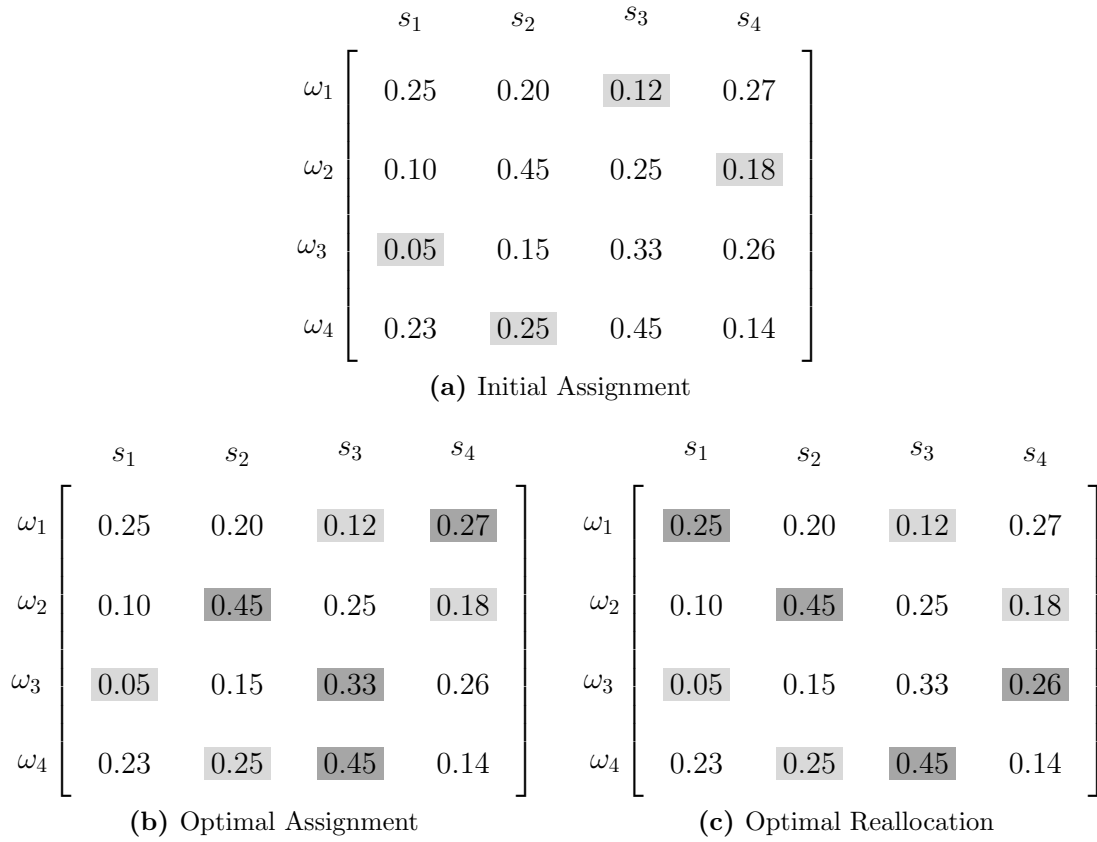 s₁ s₂ s₃ s₄
ω₁ 0.25 0.20 0.12 0.27
ω₂ 0.10 0.45 0.25 0.18
ω₃ 0.05 0.15 0.33 0.26
ω₄ 0.23 0.25 0.45 0.14
(a) Initial Assignment
s₁ s₂ s₃ s₄
ω₁ 0.25 0.20 0.12 0.27
ω₂ 0.10 0.45 0.25 0.18
ω₃ 0.05 0.15 0.33 0.26
ω₄ 0.23 0.25 0.45 0.14
(b) Optimal Assignment
s₁ s₂ s₃ s₄
ω₁ 0.25 0.20 0.12 0.27
ω₂ 0.10 0.45 0.25 0.18
ω₃ 0.05 0.15 0.33 0.26
ω₄ 0.23 0.25 0.45 0.14
(c) Optimal Reallocation